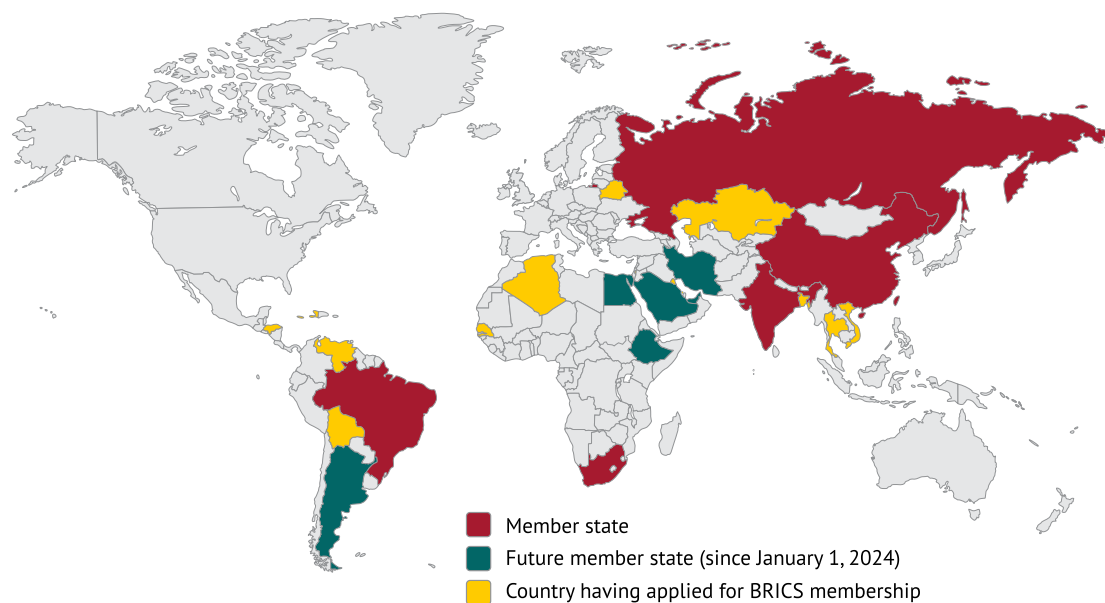 Member state
Future member state (since January 1, 2024)
Country having applied for BRICS membership